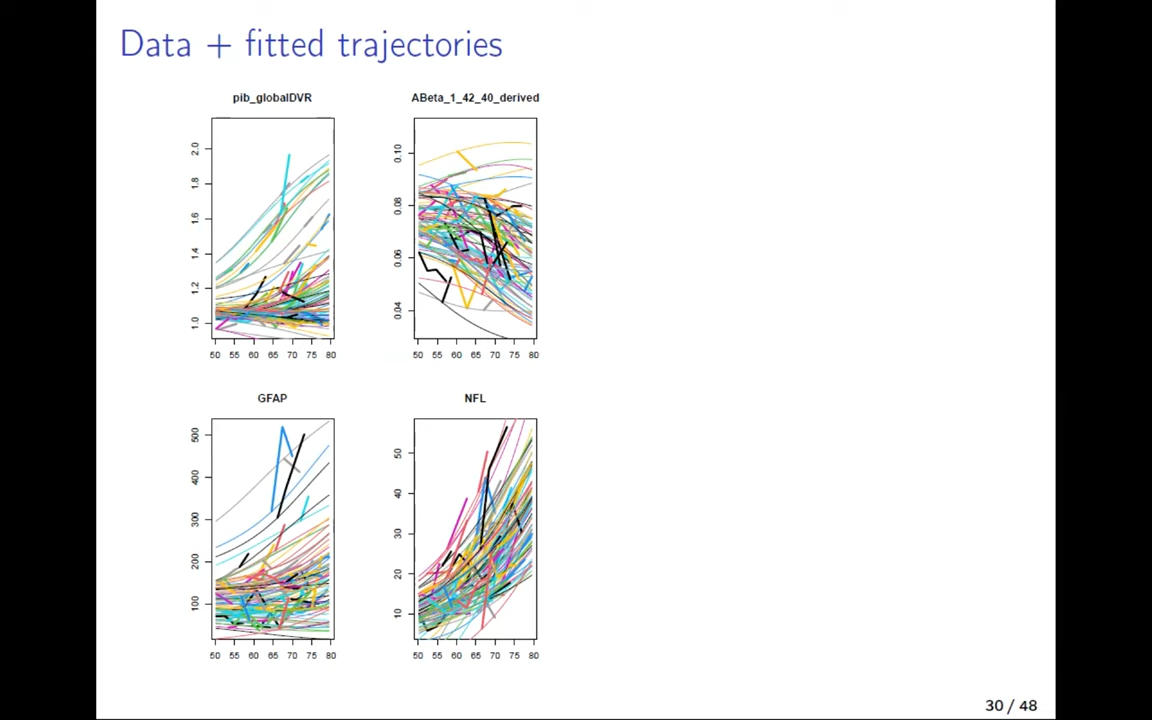 Data + fitted trajectories
pib_globalDVR
2.0
1.8
1.6
1.4
1.2
1.0
50 55 60 65 70 75 80
ABeta_1_42_40_derived
0.10
0.08
0.06
0.04
50 55 60 65 70 75 80
GFAP
500
400
300
200
100
50 55 60 65 70 75 80
NFL
50
40
30
20
10
50 55 60 65 70 75 80
30 / 48